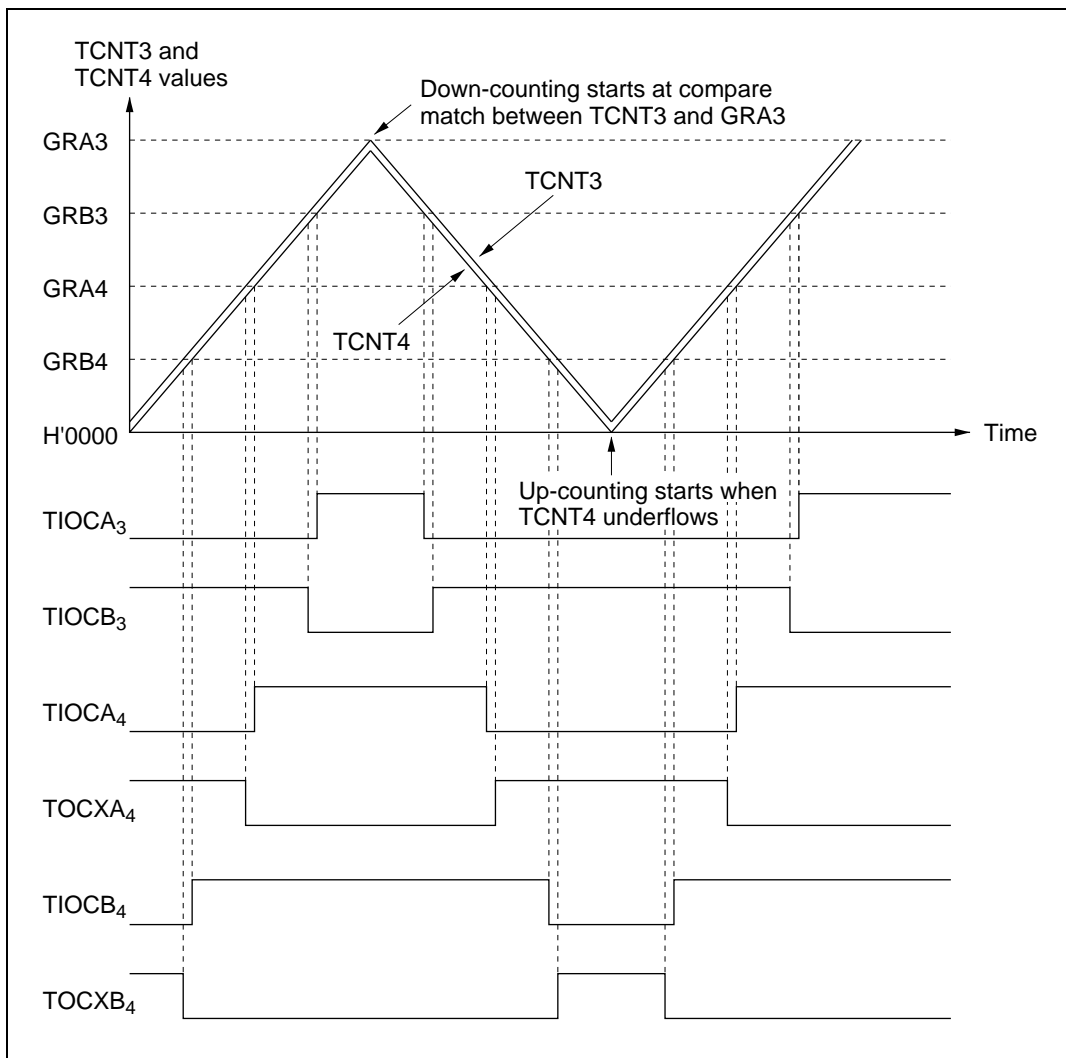 TCNT3 and
TCNT4 values
Down-counting starts at compare
match between TCNT3 and GRA3
GRA3
TCNT3
GRB3
GRA4
TCNT4
GRB4
H'0000
Time
Up-counting starts when
TCNT4 underflows
TIOCA3
TIOCB3
TIOCA4
TOCXA4
TIOCB4
TOCXB4